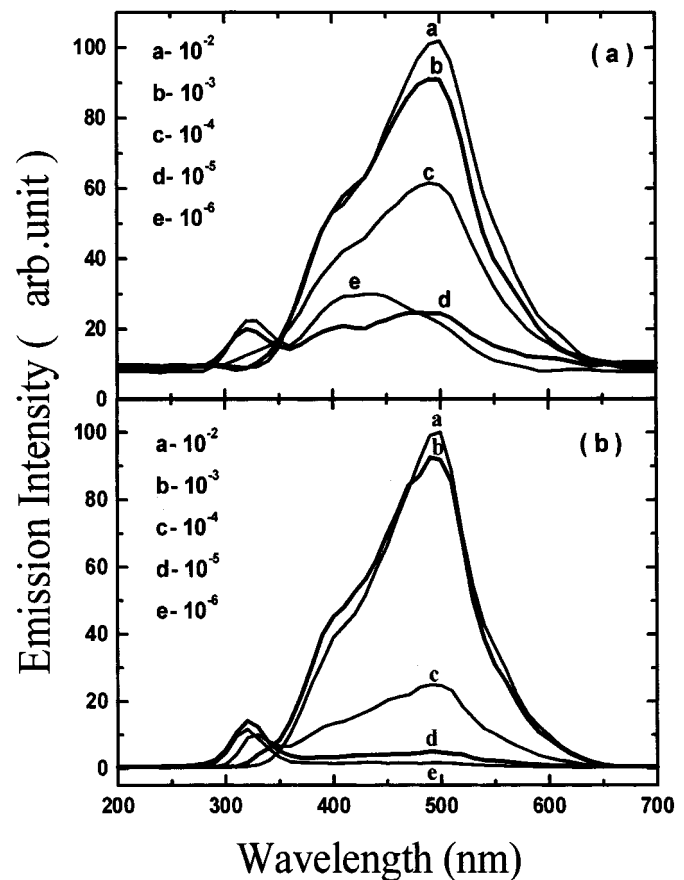 100
80
60
40
20
0
a- 10⁻²
b- 10⁻³
c- 10⁻⁴
d- 10⁻⁵
e- 10⁻⁶
( a )
a
b
c
e
d
100
80
60
40
20
0
a- 10⁻²
b- 10⁻³
c- 10⁻⁴
d- 10⁻⁵
e- 10⁻⁶
( b )
a
b
c
d
e
200 300 400 500 600 700
Wavelength (nm)
Emission Intensity ( arb.unit )